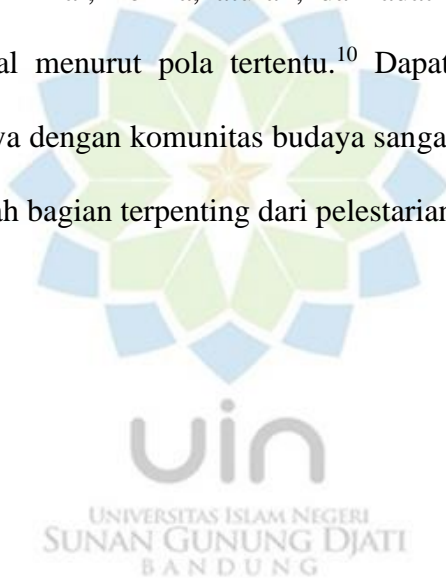 al menurut pola tertentu.10 Dapat
ya dengan komunitas budaya sanga
ah bagian terpenting dari pelestarian
uin
UNIVERSITAS ISLAM NEGERI
SUNAN GUNUNG DJATI
BANDUNG